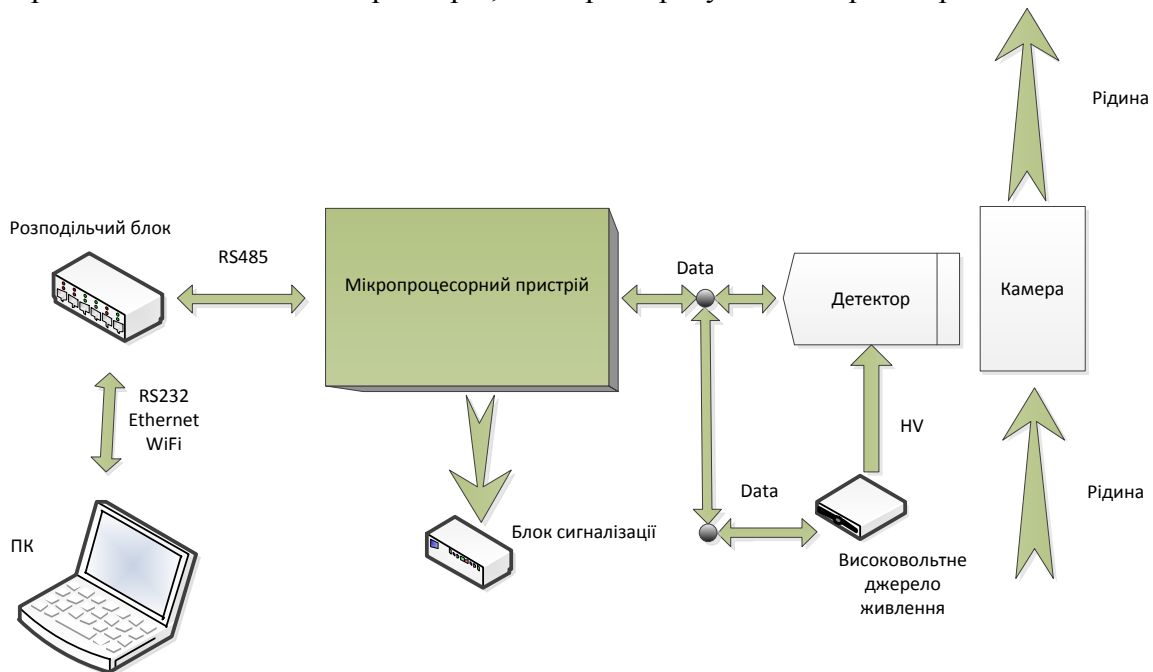 Рідина
Розподільчий блок
RS485
Мікропроцесорний пристрій
Data
Детектор
Камера
RS232
Ethernet
WiFi
HV
Data
Рідина
ПК
Блок сигналізації
Високовольтне
джерело
живлення